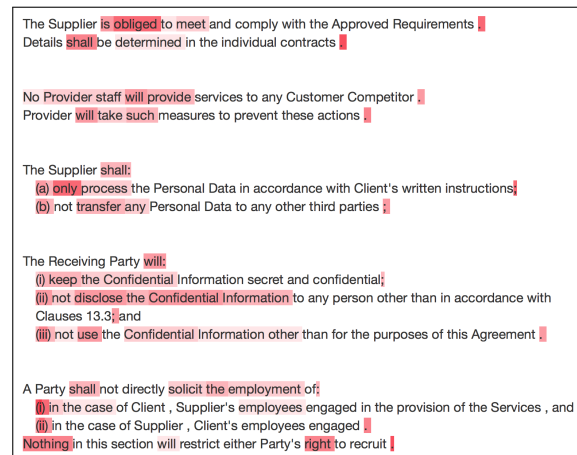 The Supplier is obliged to meet and comply with the Approved Requirements .
Details shall be determined in the individual contracts .
No Provider staff will provide services to any Customer Competitor .
Provider will take such measures to prevent these actions .
The Supplier shall:
(a) only process the Personal Data in accordance with Client's written instructions;
(b) not transfer any Personal Data to any other third parties ;
The Receiving Party will:
(i) keep the Confidential Information secret and confidential;
(ii) not disclose the Confidential Information to any person other than in accordance with
Clauses 13.3; and
(iii) not use the Confidential Information other than for the purposes of this Agreement .
A Party shall not directly solicit the employment of:
(i) in the case of Client , Supplier's employees engaged in the provision of the Services , and
(ii) in the case of Supplier , Client's employees engaged .
Nothing in this section will restrict either Party's right to recruit .